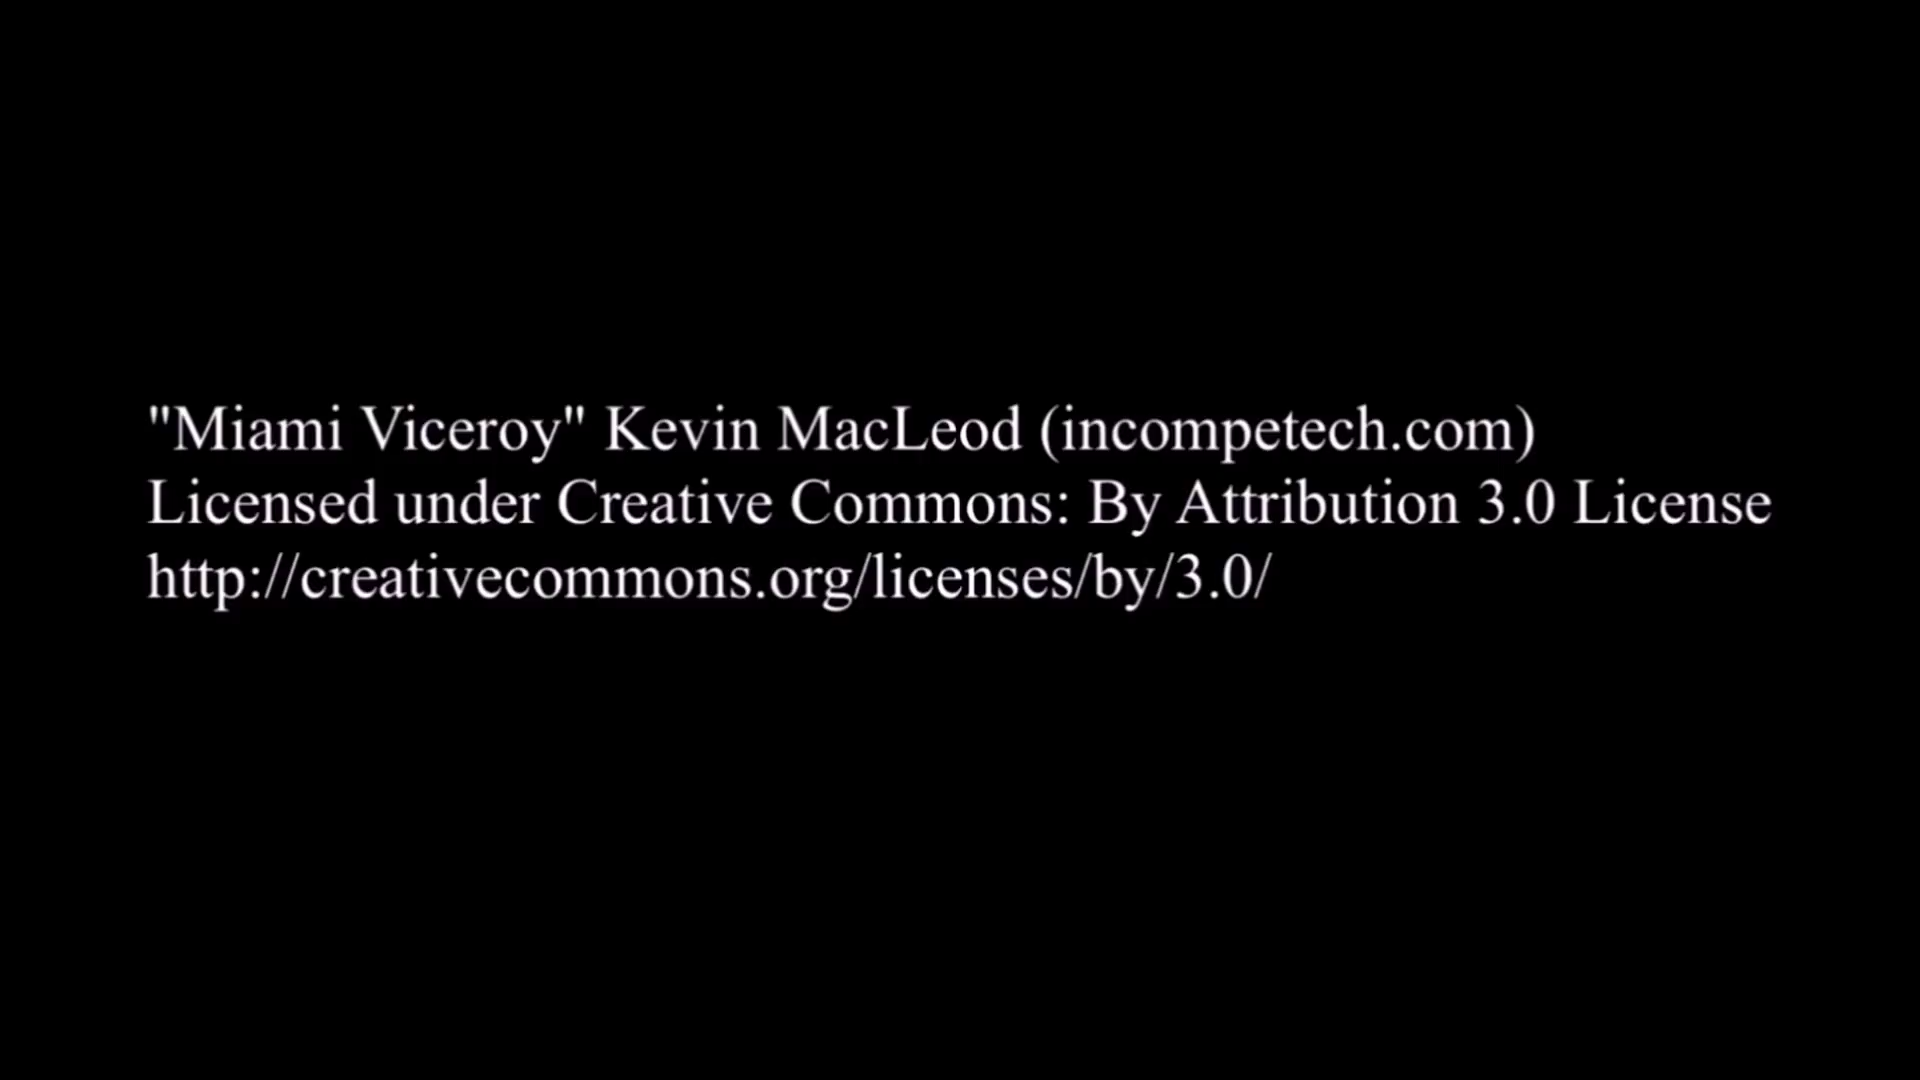 "Miami Viceroy" Kevin MacLeod (incompetech.com)
Licensed under Creative Commons: By Attribution 3.0 License
http://creativecommons.org/licenses/by/3.0/